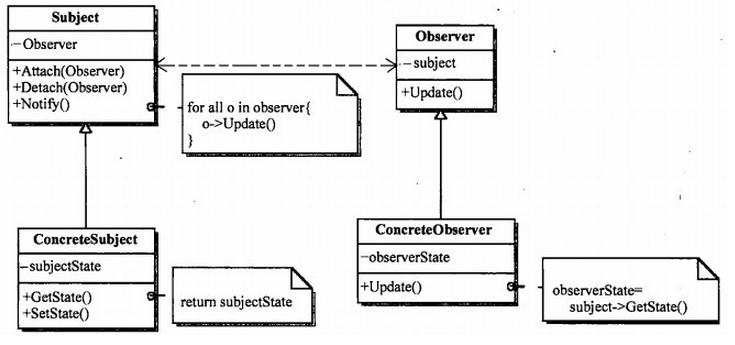 Subject
-Observer
+Attach(Observer)
+Detach(Observer)
+Notify()
for all o in observer{
o->Update()
}
Observer
-subject
+Update()
ConcreteSubject
-subjectState
+GetState()
+SetState()
return subjectState
ConcreteObserver
-observerState
+Update()
observerState=
subject->GetState()